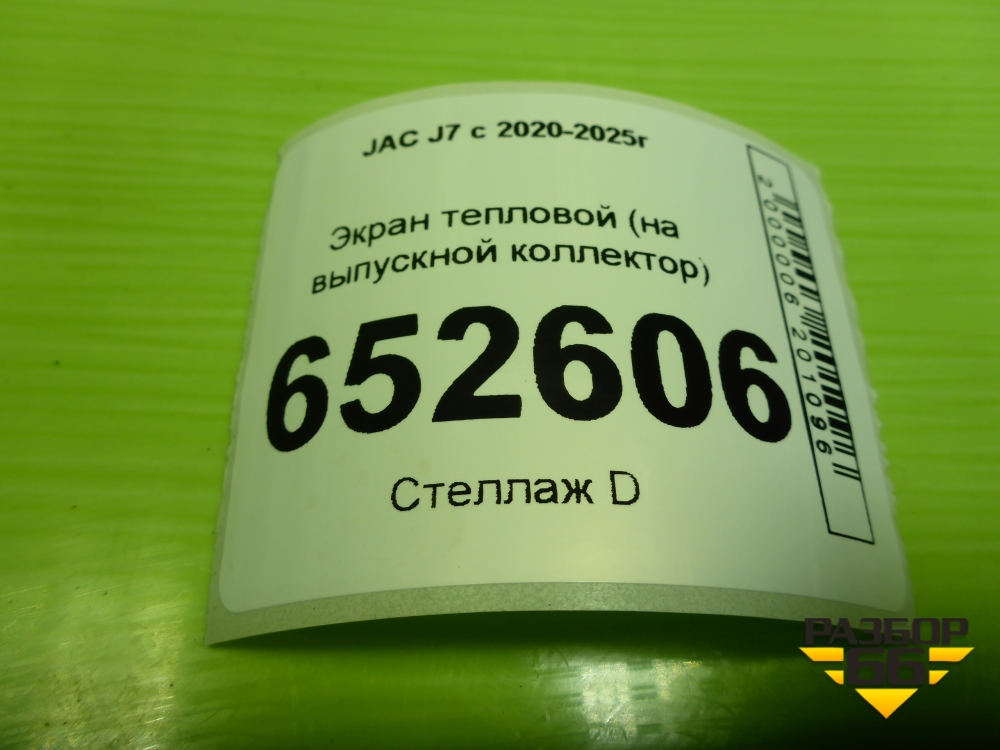 JAC J7 с 2020-2025г
Экран тепловой (на
выпускной коллектор)
652606
Стеллаж D
2000006201096
РАЗБОР
66